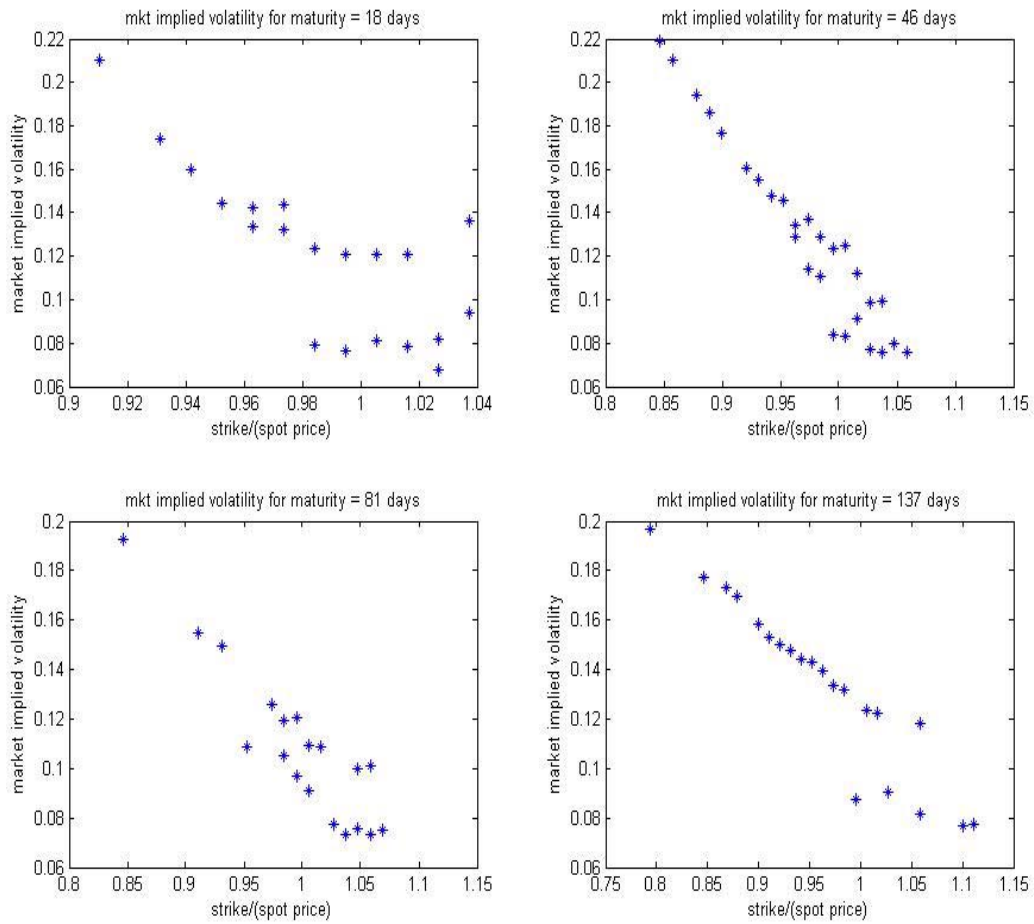 mkt implied volatility for maturity = 18 days
0.22
0.2
0.18
0.16
0.14
0.12
0.1
0.08
0.06
market implied volatility
0.9 0.92 0.94 0.96 0.98 1 1.02 1.04
strike/(spot price)
mkt implied volatility for maturity = 46 days
0.22
0.2
0.18
0.16
0.14
0.12
0.1
0.08
0.06
market implied volatility
0.8 0.85 0.9 0.95 1 1.05 1.1 1.15
strike/(spot price)
mkt implied volatility for maturity = 81 days
0.2
0.18
0.16
0.14
0.12
0.1
0.08
0.06
market implied volatility
0.8 0.85 0.9 0.95 1 1.05 1.1 1.15
strike/(spot price)
mkt implied volatility for maturity = 137 days
0.2
0.18
0.16
0.14
0.12
0.1
0.08
0.06
market implied volatility
0.75 0.8 0.85 0.9 0.95 1 1.05 1.1 1.15
strike/(spot price)